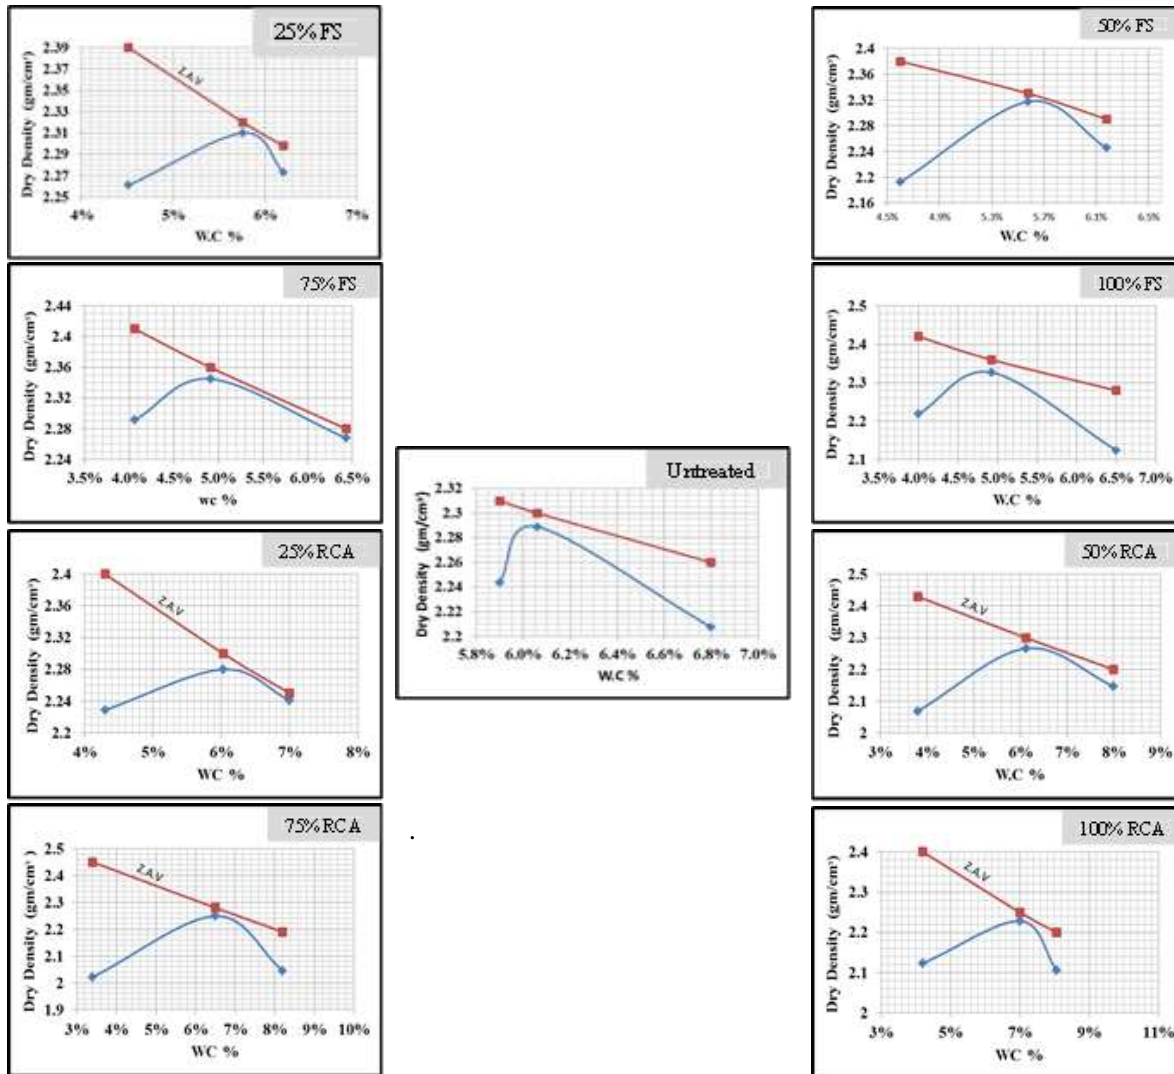 25% FS
Dry Density (gm/cm³)
2.39
2.37
2.35
2.33
2.31
2.29
2.27
2.25
Z.A.V
4% 5% 6% 7%
W.C %
50% FS
Dry Density (gm/cm³)
2.4
2.36
2.32
2.28
2.24
2.2
2.16
4.5% 4.9% 5.3% 5.7% 6.1% 6.5%
W.C %
75% FS
Dry Density (gm/cm³)
2.44
2.4
2.36
2.32
2.28
2.24
3.5% 4.0% 4.5% 5.0% 5.5% 6.0% 6.5%
wc %
100% FS
Dry Density (gm/cm³)
2.5
2.4
2.3
2.2
2.1
3.5% 4.0% 4.5% 5.0% 5.5% 6.0% 6.5% 7.0%
W.C %
Untreated
Dry Density (gm/cm³)
2.32
2.3
2.28
2.26
2.24
2.22
2.2
5.8% 6.0% 6.2% 6.4% 6.6% 6.8% 7.0%
W.C %
25% RCA
Dry Density (gm/cm³)
2.4
2.36
2.32
2.28
2.24
2.2
Z.A.V
4% 5% 6% 7% 8%
WC %
50% RCA
Dry Density (gm/cm³)
2.5
2.4
2.3
2.2
2.1
2
Z.A.V
3% 4% 5% 6% 7% 8% 9%
W.C %
75% RCA
Dry Density (gm/cm³)
2.5
2.4
2.3
2.2
2.1
2
1.9
Z.A.V
3% 4% 5% 6% 7% 8% 9% 10%
WC %
100% RCA
Dry Density (gm/cm³)
2.4
2.3
2.2
2.1
2
Z.A.V
3% 5% 7% 9% 11%
WC %